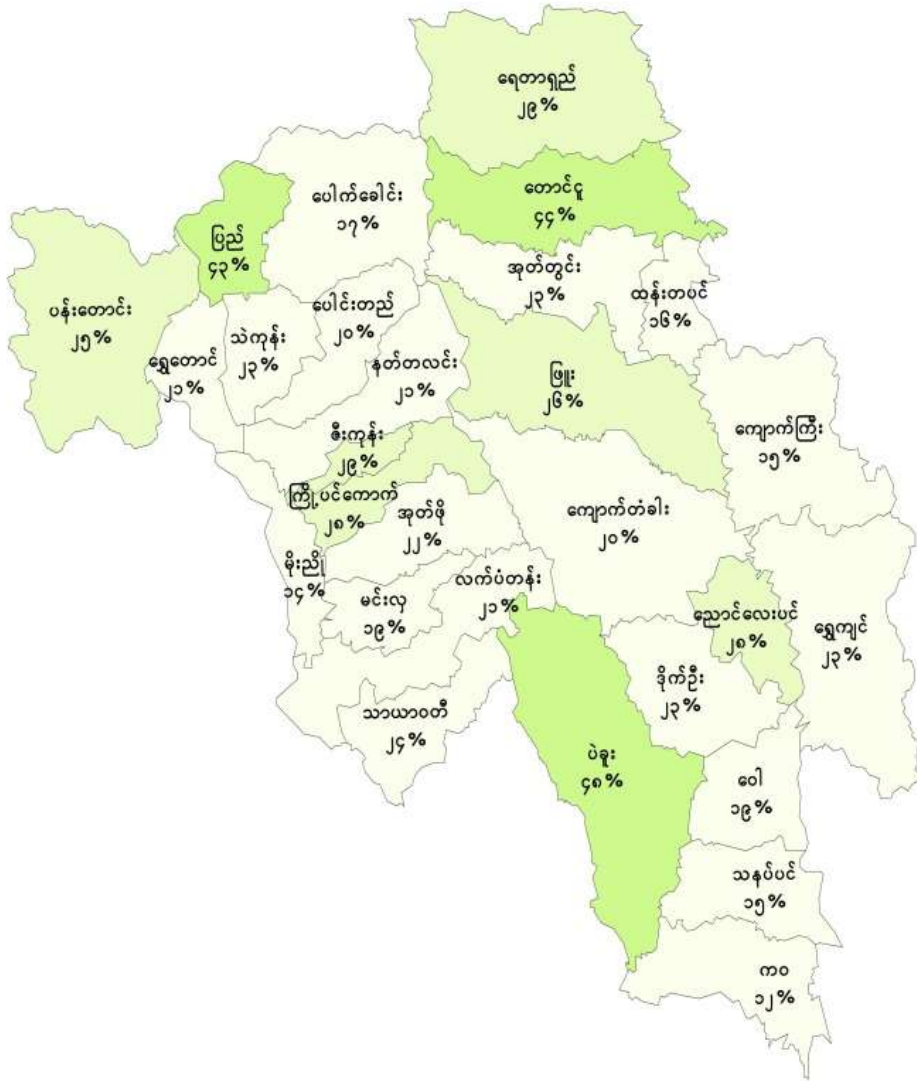 ရေတာရှည်
၂၉%
တောင်ငူ
၄၄%
ပေါက်ခေါင်း
၁၇%
ပြည်
၄၃%
အုတ်တွင်း
၂၃%
ထန်းတပင်
၁၆%
ပန်းတောင်း
၂၅%
ရွှေတောင်
၂၁%
သဲကုန်း
၂၃%
ပေါင်းတည်
၂၀%
နတ်တလင်း
၂၁%
ဖြူး
၂၆%
ကျောက်ကြီး
၁၅%
ဇီးကုန်း
၂၉%
ကြို့ပင်ကောက်
၂၈%
အုတ်ဖို
၂၂%
ကျောက်တံခါး
၂၀%
မိုးညို
၁၄%
မင်းလှ
၁၉%
လက်ပံတန်း
၂၁%
ညောင်လေးပင်
၂၈%
ရွှေကျင်
၂၃%
ဒိုက်ဦး
၂၃%
သာယာဝတီ
၂၄%
ပဲခူး
၄၈%
ဝေါ
၁၉%
သနပ်ပင်
၁၅%
ကဝ
၁၂%